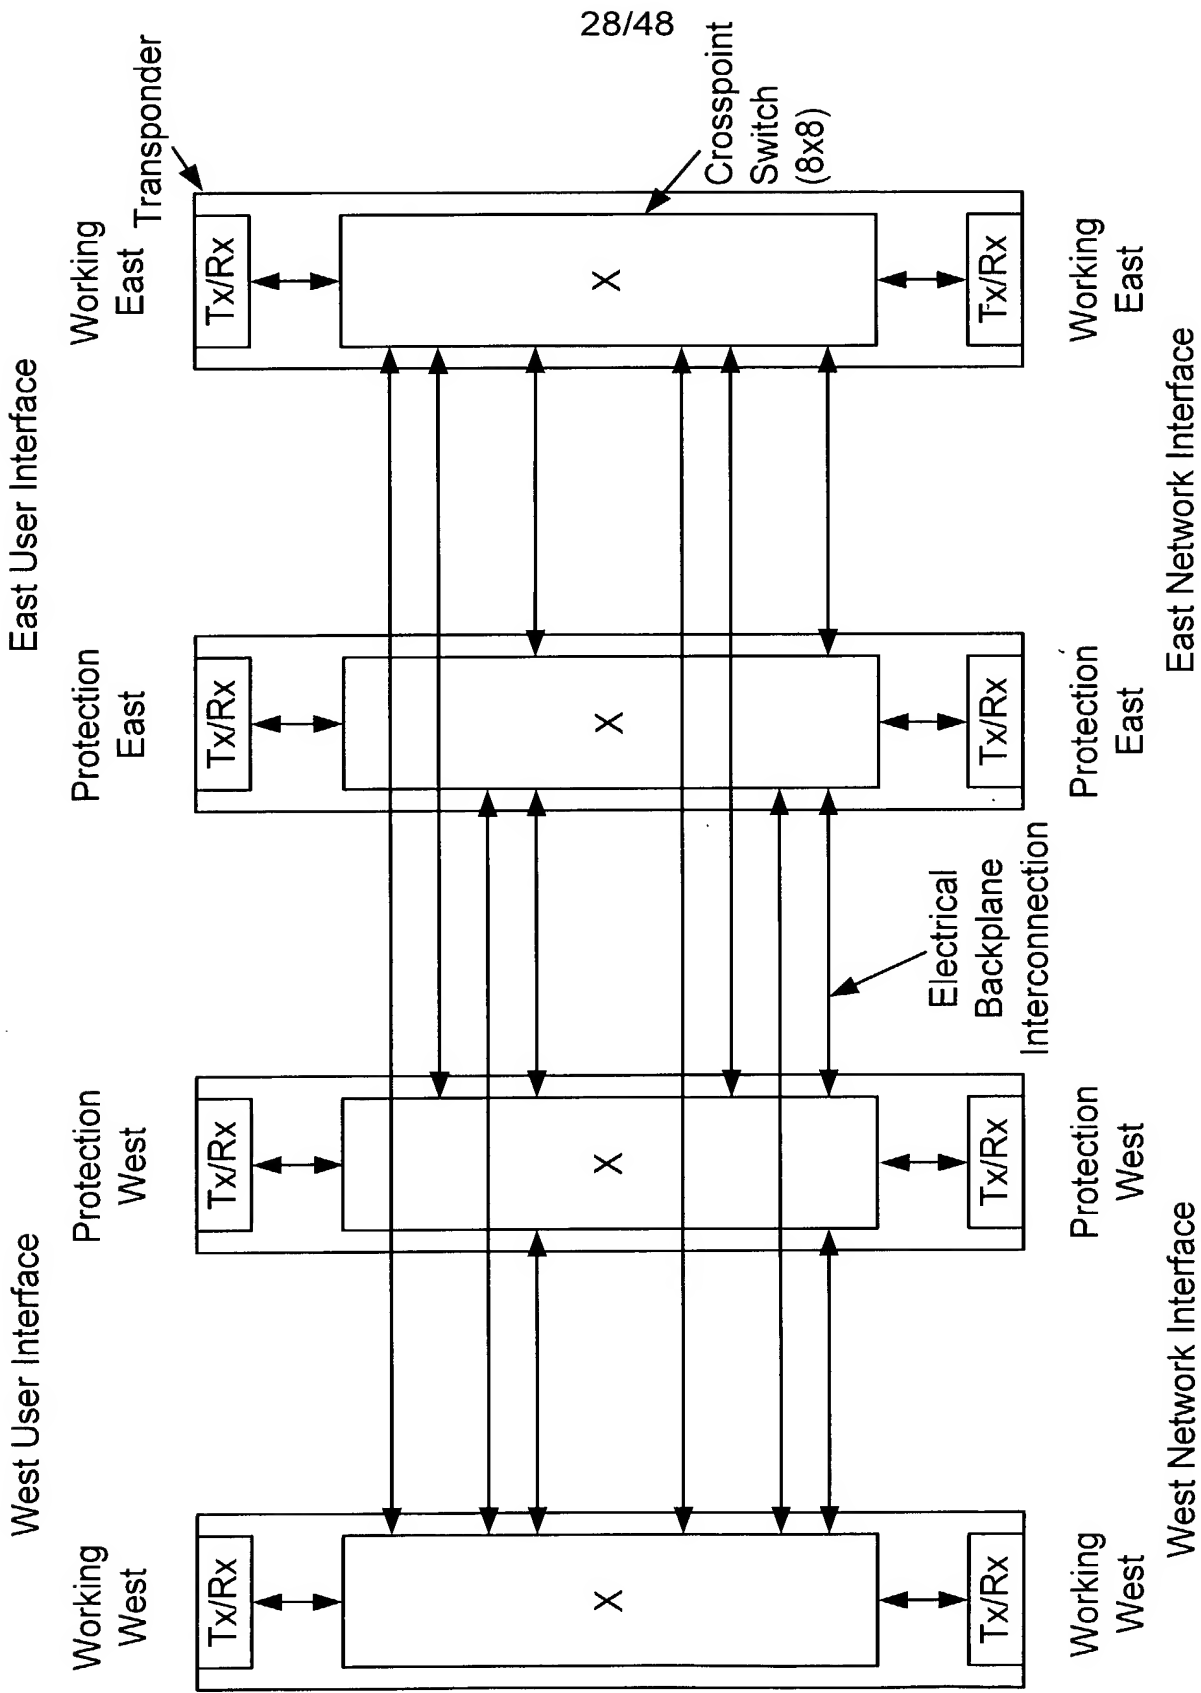 28/48
West User Interface
East User Interface
Working
West
Protection
West
Protection
East
Working
East
Transponder
Tx/Rx
Tx/Rx
Tx/Rx
Tx/Rx
X
X
X
X
Crosspoint
Switch
(8x8)
Electrical
Backplane
Interconnection
Tx/Rx
Tx/Rx
Tx/Rx
Tx/Rx
Working
West
Protection
West
Protection
East
Working
East
West Network Interface
East Network Interface